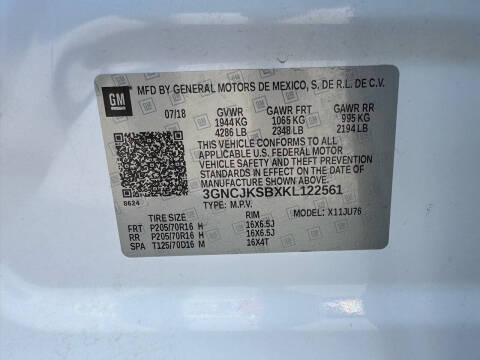 GM
MFD BY GENERAL MOTORS DE MEXICO, S. DE R.L. DE C.V.
07/18 GVWR GAWR FRT GAWR RR
1944 KG 1065 KG 995 KG
4286 LB 2348 LB 2194 LB
THIS VEHICLE CONFORMS TO ALL
APPLICABLE U.S. FEDERAL MOTOR
VEHICLE SAFETY AND THEFT PREVENTION
STANDARDS IN EFFECT ON THE DATE OF
MANUFACTURE SHOWN ABOVE.
8624 3GNCJKSBXKL122561
TYPE: M.P.V. MODEL: X11JU76
TIRE SIZE RIM
FRT P205/70R16 H 16X6.5J
RR P205/70R16 H 16X6.5J
SPA T125/70D16 M 16X4T